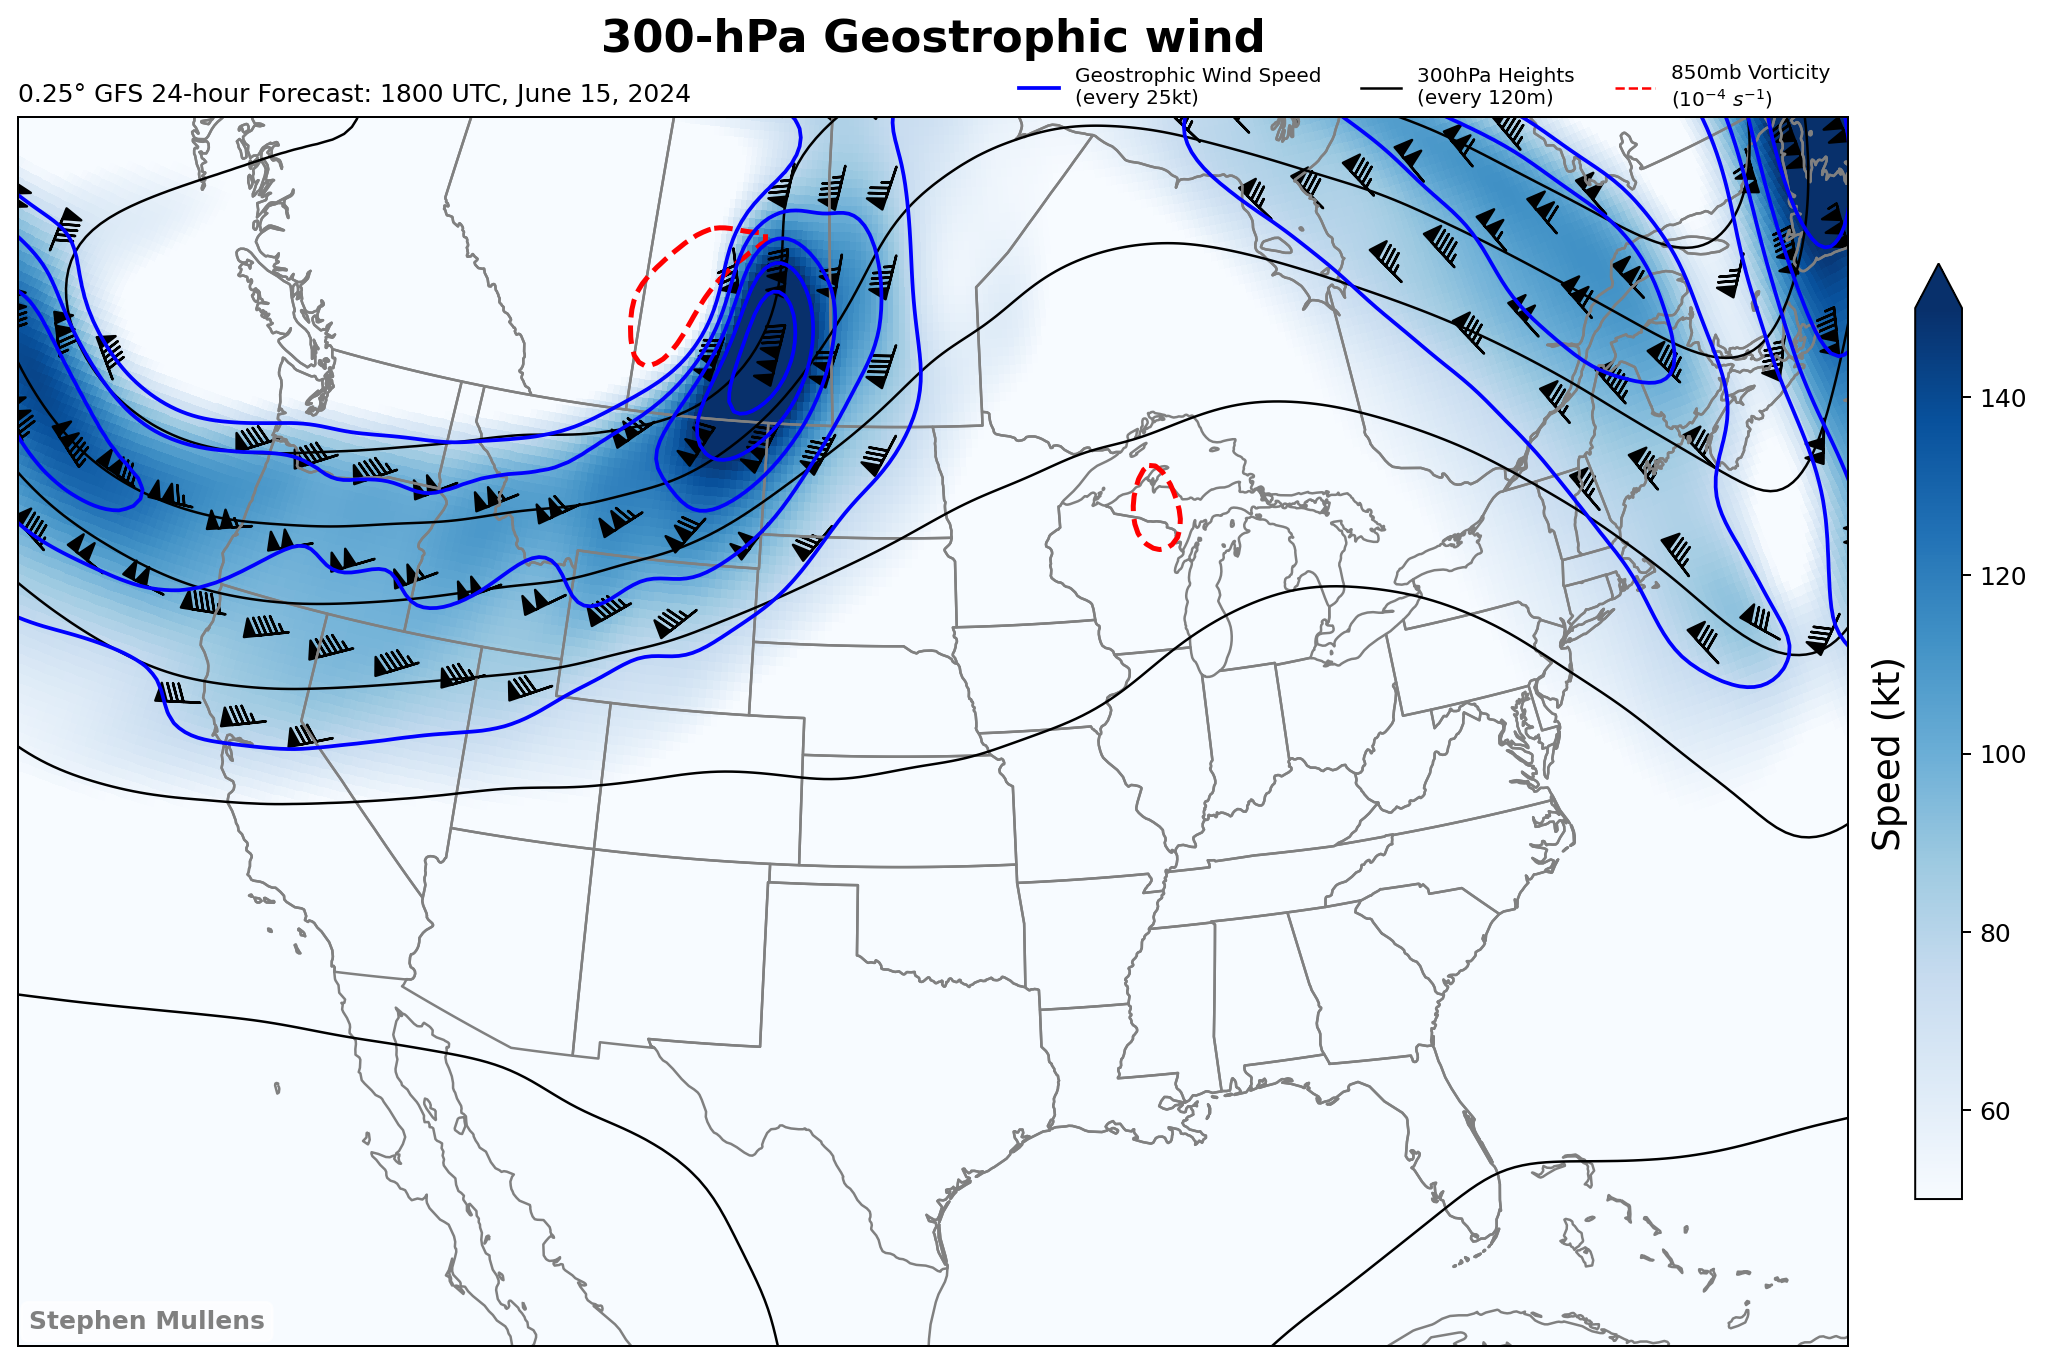 300-hPa Geostrophic wind
0.25° GFS 24-hour Forecast: 1800 UTC, June 15, 2024
Geostrophic Wind Speed
(every 25kt)
300hPa Heights
(every 120m)
850mb Vorticity
(10⁻⁴ s⁻¹)
140
120
100
80
60
Speed (kt)
Stephen Mullens